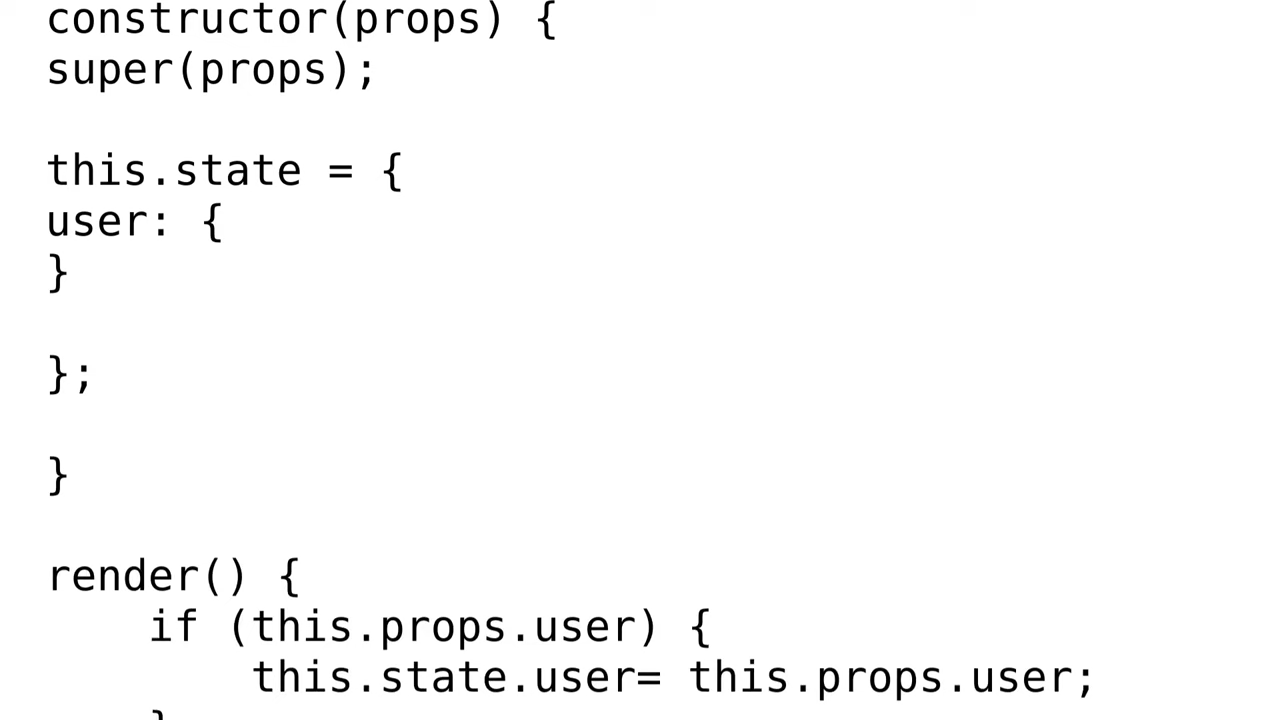 constructor(props) {
super(props);
this.state = {
user: {
}
};
}
render() {
if (this.props.user) {
this.state.user= this.props.user;
}